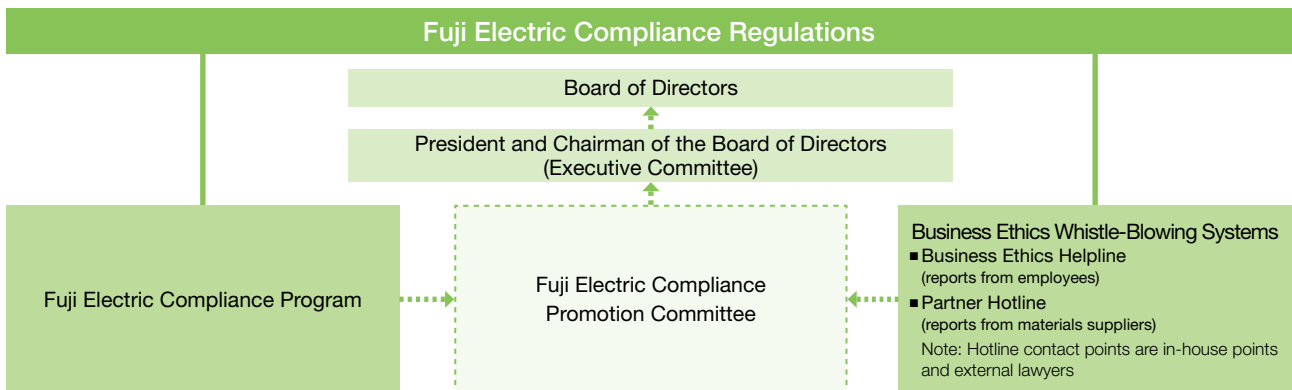 Fuji Electric Compliance Regulations
Board of Directors
President and Chairman of the Board of Directors
(Executive Committee)
Fuji Electric Compliance Program
Fuji Electric Compliance
Promotion Committee
Business Ethics Whistle-Blowing Systems
■ Business Ethics Helpline
(reports from employees)
■ Partner Hotline
(reports from materials suppliers)
Note: Hotline contact points are in-house points
and external lawyers